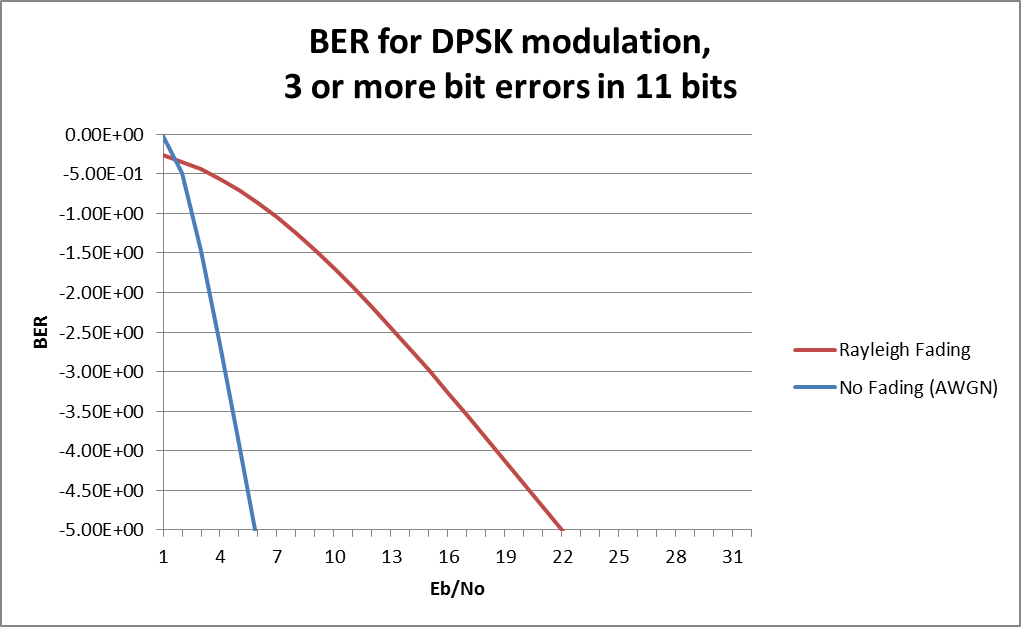 BER for DPSK modulation,
3 or more bit errors in 11 bits
0.00E+00
-5.00E-01
-1.00E+00
-1.50E+00
-2.00E+00
-2.50E+00
-3.00E+00
-3.50E+00
-4.00E+00
-4.50E+00
-5.00E+00
BER
1 4 7 10 13 16 19 22 25 28 31
Eb/No
Rayleigh Fading
No Fading (AWGN)